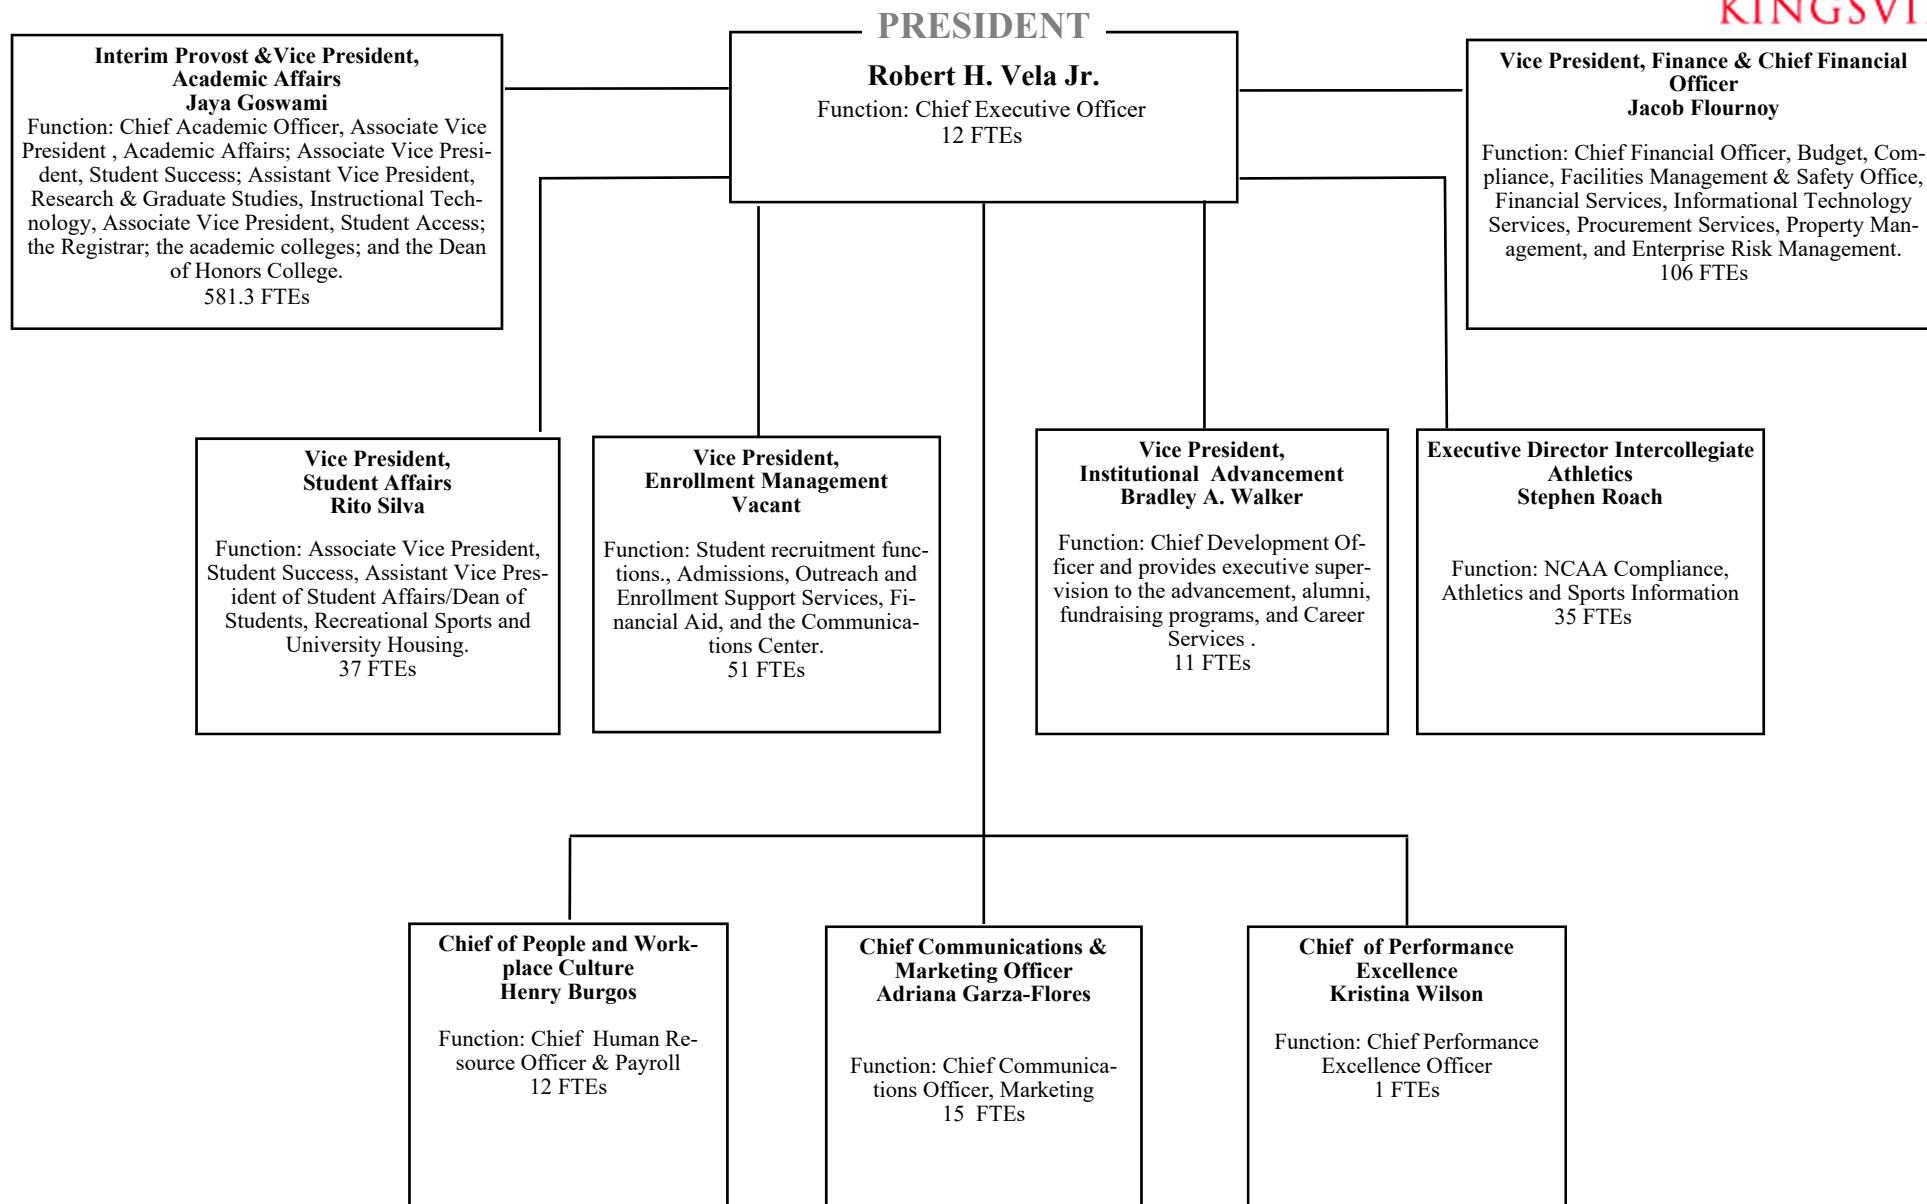 KINGSVI
PRESIDENT
Robert H. Vela Jr.
Function: Chief Executive Officer
12 FTEs
Interim Provost &Vice President,
Academic Affairs
Jaya Goswami
Function: Chief Academic Officer, Associate Vice
President , Academic Affairs; Associate Vice Presi-
dent, Student Success; Assistant Vice President,
Research & Graduate Studies, Instructional Tech-
nology, Associate Vice President, Student Access;
the Registrar; the academic colleges; and the Dean
of Honors College.
581.3 FTEs
Vice President, Finance & Chief Financial
Officer
Jacob Flournoy
Function: Chief Financial Officer, Budget, Com-
pliance, Facilities Management & Safety Office,
Financial Services, Informational Technology
Services, Procurement Services, Property Man-
agement, and Enterprise Risk Management.
106 FTEs
Vice President,
Student Affairs
Rito Silva
Function: Associate Vice President,
Student Success, Assistant Vice Pres-
ident of Student Affairs/Dean of
Students, Recreational Sports and
University Housing.
37 FTEs
Vice President,
Enrollment Management
Vacant
Function: Student recruitment func-
tions., Admissions, Outreach and
Enrollment Support Services, Fi-
nancial Aid, and the Communica-
tions Center.
51 FTEs
Vice President,
Institutional  Advancement
Bradley A. Walker
Function: Chief Development Of-
ficer and provides executive super-
vision to the advancement, alumni,
fundraising programs, and Career
Services .
11 FTEs
Executive Director Intercollegiate
Athletics
Stephen Roach
Function: NCAA Compliance,
Athletics and Sports Information
35 FTEs
Chief of People and Work-
place Culture
Henry Burgos
Function: Chief  Human Re-
source Officer & Payroll
12 FTEs
Chief Communications &
Marketing Officer
Adriana Garza-Flores
Function: Chief Communica-
tions Officer, Marketing
15  FTEs
Chief  of Performance
Excellence
Kristina Wilson
Function: Chief Performance
Excellence Officer
1 FTEs